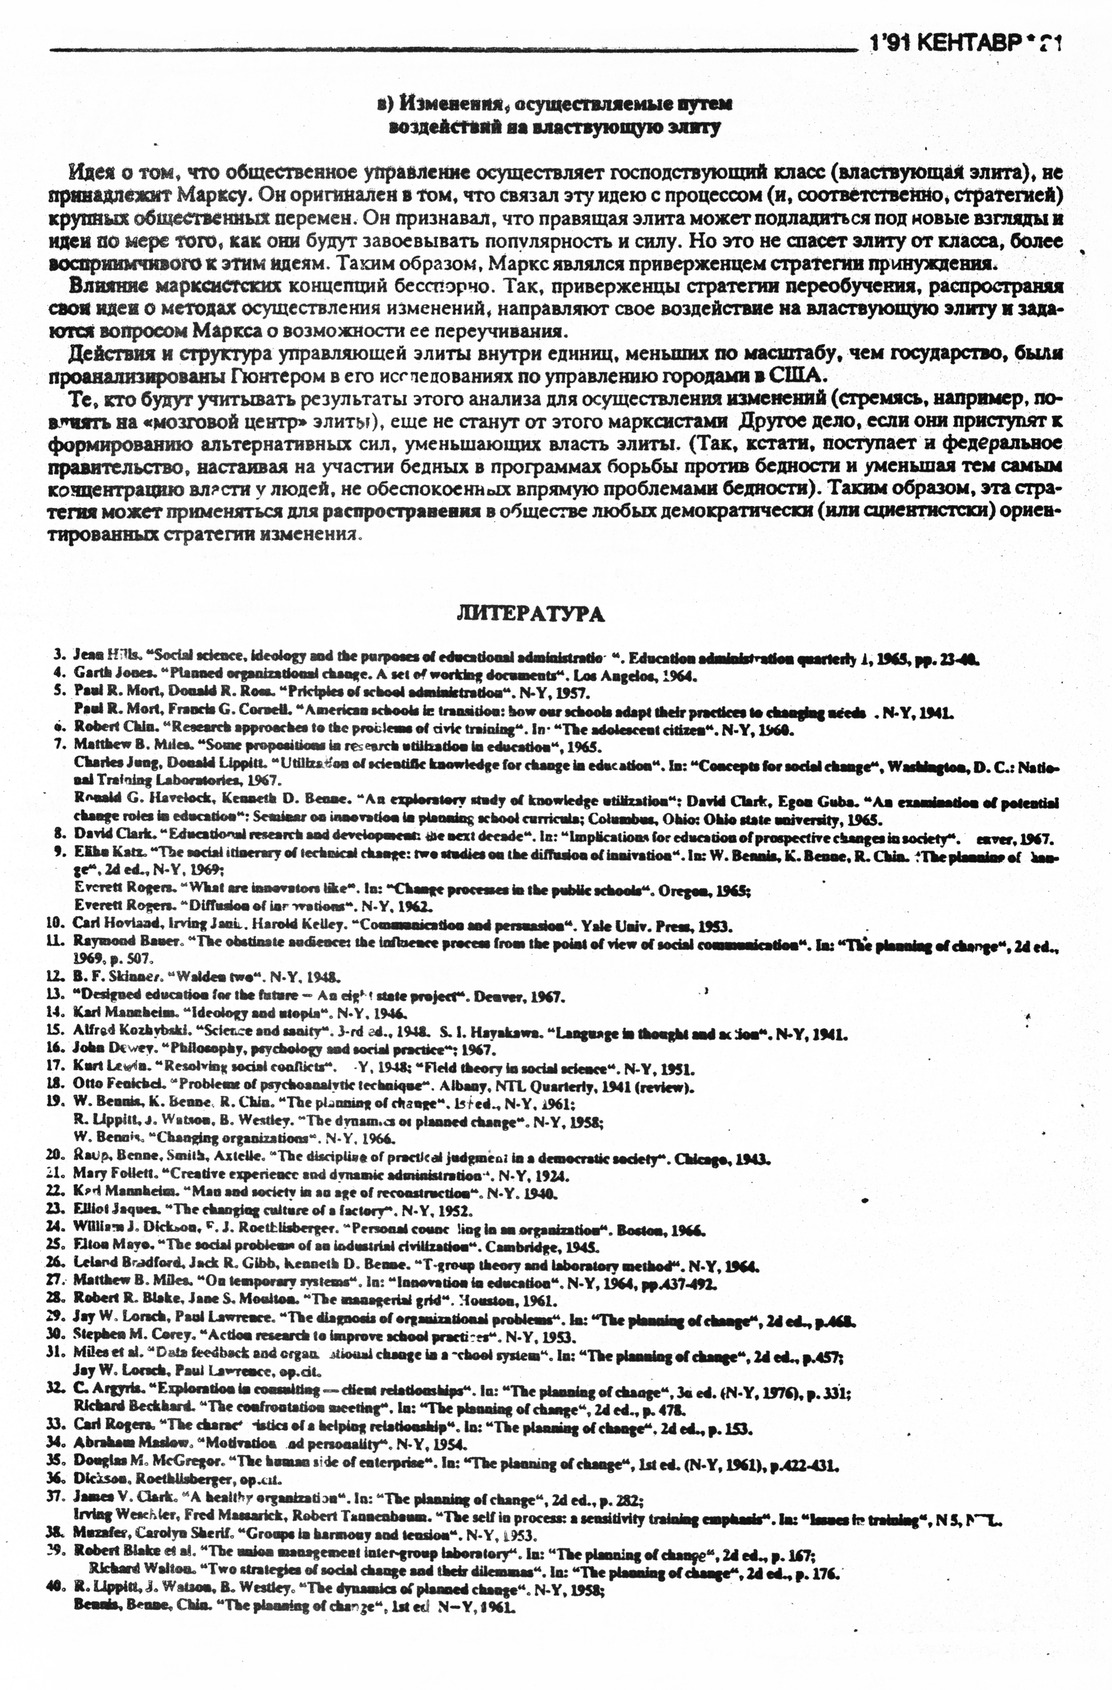 1'91 КЕНТАВР * 21
в) Изменения, осуществляемые путем
воздействий на властвующую элиту
Идея о том, что общественное управление осуществляет господствующий класс (властвующая элита), не
принадлежит Марксу. Он оригинален в том, что связал эту идею с процессом (и, соответственно, стратегией)
крупных общественных перемен. Он признавал, что правящая элита может подладиться под новые взгляды и
идеи по мере того, как они будут завоевывать популярность и силу. Но это не спасет элиту от класса, более
восприимчивого к этим идеям. Таким образом, Маркс являлся приверженцем стратегии принуждения.
Влияние марксистских концепций бесспорно. Так, приверженцы стратегии переобучения, распространяя
свои идеи о методах осуществления изменений, направляют свое воздействие на властвующую элиту и зада-
ются вопросом Маркса о возможности ее переучивания.
Действия и структура управляющей элиты внутри единиц, меньших по масштабу, чем государство, были
проанализированы Гюнтером в его исследованиях по управлению городами в США.
Те, кто будут учитывать результаты этого анализа для осуществления изменений (стремясь, например, по-
влиять на «мозговой центр» элиты), еще не станут от этого марксистами Другое дело, если они приступят к
формированию альтернативных сил, уменьшающих власть элиты. (Так, кстати, поступает и федеральное
правительство, настаивая на участии бедных в программах борьбы против бедности и уменьшая тем самым
концентрацию власти у людей, не обеспокоенных впрямую проблемами бедности). Таким образом, эта стра-
тегия может применяться для распространения в обществе любых демократически (или сциентистски) ориен-
тированных стратегии изменения.
ЛИТЕРАТУРА
3. Jean Hills. “Social science, ideology and the purposes of educational administratio “. Education administration quarterly 1, 1965, pp. 23-40.
4. Garth Jones. “Planned organizational change. A set of working documents“. Los Angelos, 1964.
5. Paul R. Mort, Donald R. Ross. “Priciples of school administration“. N-Y, 1957.
Paul R. Mort, Francis G. Cornell. “American schools in transition: how our schools adapt their practices to changing needs . N-Y, 1941.
6. Robert Chin. “Research approaches to the problems of civic training“. In: “The adolescent citizen“. N-Y, 1960.
7. Matthew B. Miles. “Some propositions in research utilization in education“, 1965.
Charles Jung, Donald Lippitt. “Utilization of scientific knowledge for change in education“. In: “Concepts for social change“, Washington, D. C.: Natio-
nal Training Laboratories, 1967.
Ronald G. Havelock, Kenneth D. Benne. “An exploratory study of knowledge utilization“; David Clark, Egon Guba. “An examination of potential
change roles in education“: Seminar on innovation in planning school curricula; Columbus, Ohio: Ohio state university, 1965.
8. David Clark. “Educational research and development: the next decade“. In: “Implications for education of prospective changes in society“. enver, 1967.
9. Elihu Katz. “The social itinerary of technical change: two studies on the diffusion of innivation“. In: W. Bennis, K. Benne, R. Chin. “The planning of han-
ge“, 2d ed., N-Y, 1969;
Everett Rogers. “What are innovators like“. In: “Change processes in the public schools“. Oregon, 1965;
Everett Rogers. “Diffusion of innovations“. N-Y, 1962.
10. Carl Hovland, Irving Jani., Harold Kelley. “Communication and persuasion“. Yale Univ. Press, 1953.
11. Raymond Bauer. “The obstinate audience: the influence process from the point of view of social communication“. In: “The planning of change“, 2d ed.,
1969, p. 507.
12. B. F. Skinner. “Walden two“. N-Y, 1948.
13. “Designed education for the future — An eight state project“. Denver, 1967.
14. Karl Mannheim. “Ideology and utopia“. N-Y, 1946.
15. Alfred Kozhybski. “Science and sanity“. 3-rd ed., 1948. S. I. Hayakawa. “Language in thought and action“. N-Y, 1941.
16. John Dewey. “Philosophy, psychology and social practice“; 1967.
17. Kurt Lewin. “Resolving social conflicts“. -Y, 1948; “Field theory in social science“. N-Y, 1951.
18. Otto Fenichel. “Problems of psychoanalytic technique“. Albany, NTL Quarterly, 1941 (review).
19. W. Bennis, K. Benne, R. Chin. “The planning of change“. 1st ed., N-Y, 1961;
R. Lippitt, J. Watson, B. Westley. “The dynamics of planned change“. N-Y, 1958;
W. Bennis. “Changing organizations“. N-Y, 1966.
20. Raup, Benne, Smith, Axtelle. “The discipline of practical judgment in a democratic society“. Chicago, 1943.
21. Mary Follett. “Creative experience and dynamic administration“. N-Y, 1924.
22. Karl Mannheim. “Man and society in an age of reconstruction“. N-Y. 1940.
23. Elliot Jaques. “The changing culture of a factory“. N-Y, 1952.
24. William J. Dickson, F. J. Roethlisberger. “Personal counc ling in an organization“. Boston, 1966.
25. Elton Mayo. “The social problems of an industrial civilization“. Cambridge, 1945.
26. Leland Bradford, Jack R. Gibb, Kenneth D. Benne. “T-group theory and laboratory method“. N-Y, 1964.
27. Matthew B. Miles. “On temporary systems“. In: “Innovation in education“. N-Y, 1964, pp.437-492.
28. Robert R. Blake, Jane S. Moulton. “The managerial grid“. Houston, 1961.
29. Jay W. Lorsch, Paul Lawrence. “The diagnosis of organizational problems“. In: “The planning of change“, 2d ed., p.468.
30. Stephen M. Corey. “Action research to improve school practices“. N-Y, 1953.
31. Miles et al. “Data feedback and organ ational change in a school system“. In: “The planning of change“, 2d ed., p.457;
Jay W. Lorsch, Paul Lawrence, op.cit.
32. C. Argyris. “Exploration in consulting — client relationships“. In: “The planning of change“, 3d ed. (N-Y, 1976), p. 331;
Richard Beckhard. “The confrontation meeting“. In: “The planning of change“, 2d ed., p. 478.
33. Carl Rogers. “The charac istics of a helping relationship“. In: “The planning of change“. 2d ed., p. 153.
34. Abraham Maslow. “Motivation nd personality“. N-Y, 1954.
35. Douglas M. McGregor. “The human side of enterprise“. In: “The planning of change“, 1st ed. (N-Y, 1961), p.422-431.
36. Dickson, Roethlisberger, op.cit.
37. James V. Clark. “A healthy organization“. In: “The planning of change“, 2d ed., p. 282;
Irving Weschler, Fred Massarick, Robert Tannenbaum. “The self in process: a sensitivity training emphasis“. In: “Issues in training“, N 5, N L.
38. Muzafer, Carolyn Sherif. “Groups in harmony and tension“. N-Y, 1953.
39. Robert Blake et al. “The union management inter-group laboratory“. In: “The planning of change“, 2d ed., p. 167;
Richard Walton. “Two strategies of social change and their dilemmas“. In: “The planning of change“, 2d ed., p. 176.
40. R. Lippitt, J. Watson, B. Westley. “The dynamics of planned change“. N-Y, 1958;
Bennis, Benne, Chin. “The planning of change“, 1st ed N—Y, 1961.